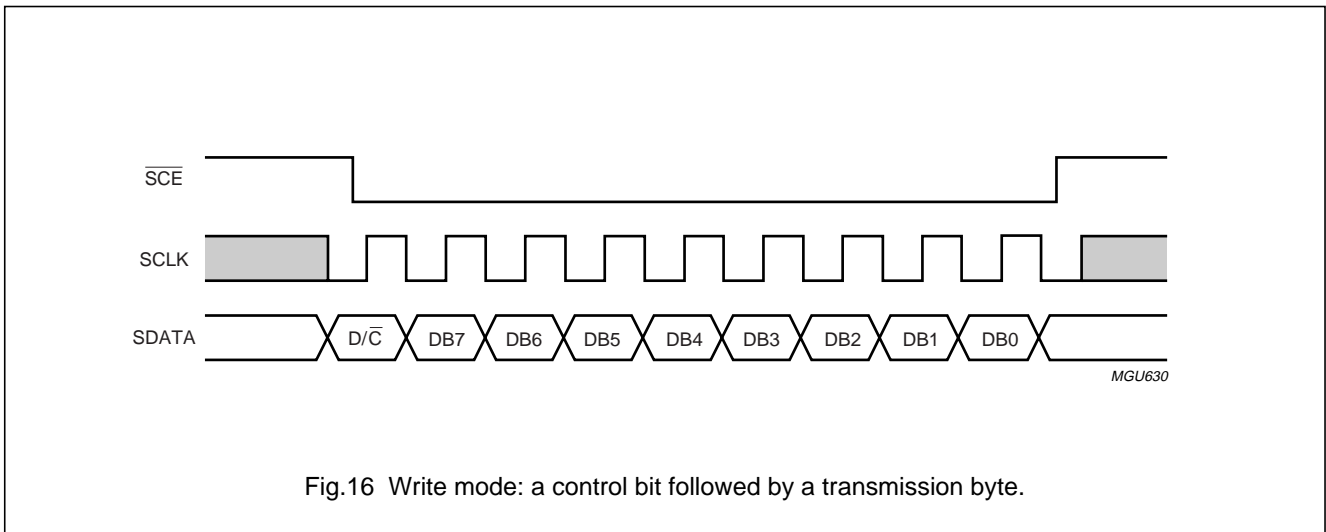 S̅C̅E̅
SCLK
SDATA D/C̅ DB7 DB6 DB5 DB4 DB3 DB2 DB1 DB0
MGU630
Fig.16 Write mode: a control bit followed by a transmission byte.